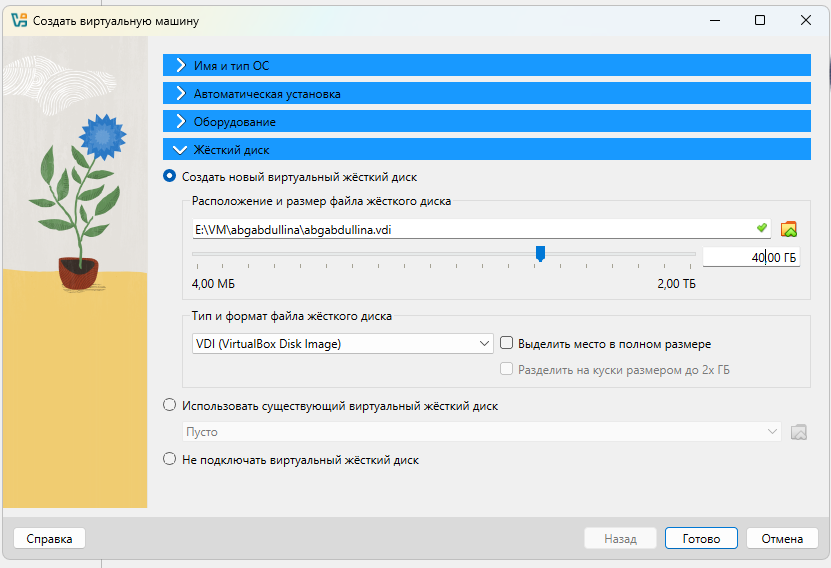 Создать виртуальную машину
Имя и тип ОС
Автоматическая установка
Оборудование
Жёсткий диск
Создать новый виртуальный жёсткий диск
Расположение и размер файла жёсткого диска
E:\VM\abgabdullina\abgabdullina.vdi
40,00 ГБ
4,00 МБ 2,00 ТБ
Тип и формат файла жёсткого диска
VDI (VirtualBox Disk Image) Выделить место в полном размере
Разделить на куски размером до 2х ГБ
Использовать существующий виртуальный жёсткий диск
Пусто
Не подключать виртуальный жёсткий диск
Справка Назад Готово Отмена